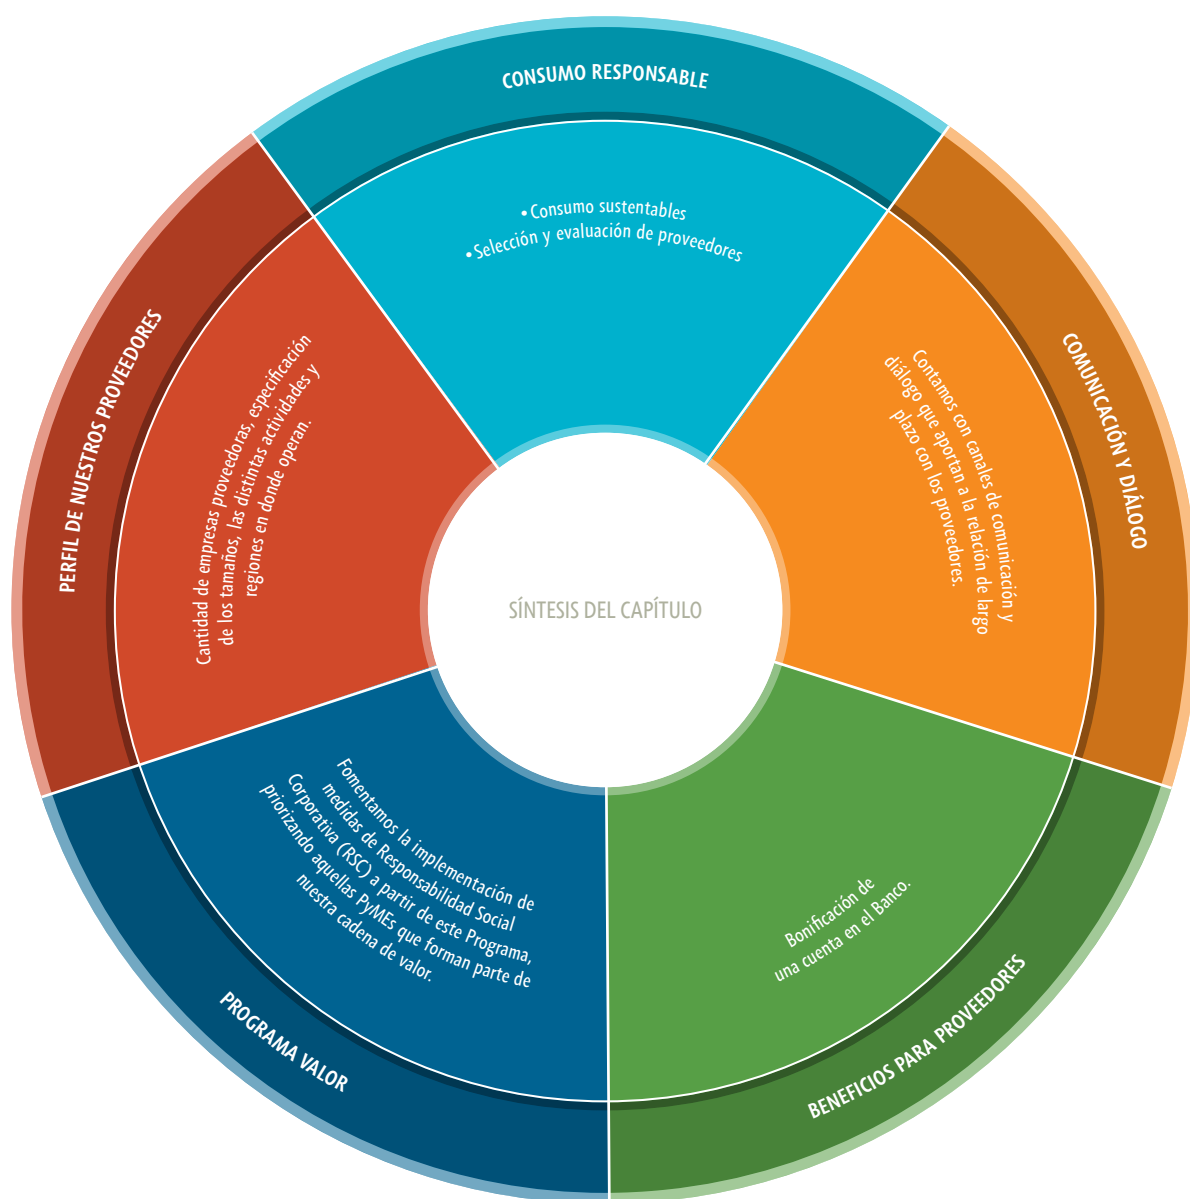 CONSUMO RESPONSABLE
• Consumo sustentables
• Selección y evaluación de proveedores
COMUNICACIÓN Y DIÁLOGO
Contamos con canales de comunicación y
diálogo que aportan a la relación de largo
plazo con los proveedores.
BENEFICIOS PARA PROVEEDORES
Bonificación de
una cuenta en el Banco.
PROGRAMA VALOR
Fomentamos la implementación de
medidas de Responsabilidad Social
Corporativa (RSC) a partir de este Programa,
priorizando aquellas PyMEs que forman parte de
nuestra cadena de valor.
PERFIL DE NUESTROS PROVEEDORES
Cantidad de empresas proveedoras, especificación
de los tamaños, las distintas actividades y
regiones en donde operan.
SÍNTESIS DEL CAPÍTULO